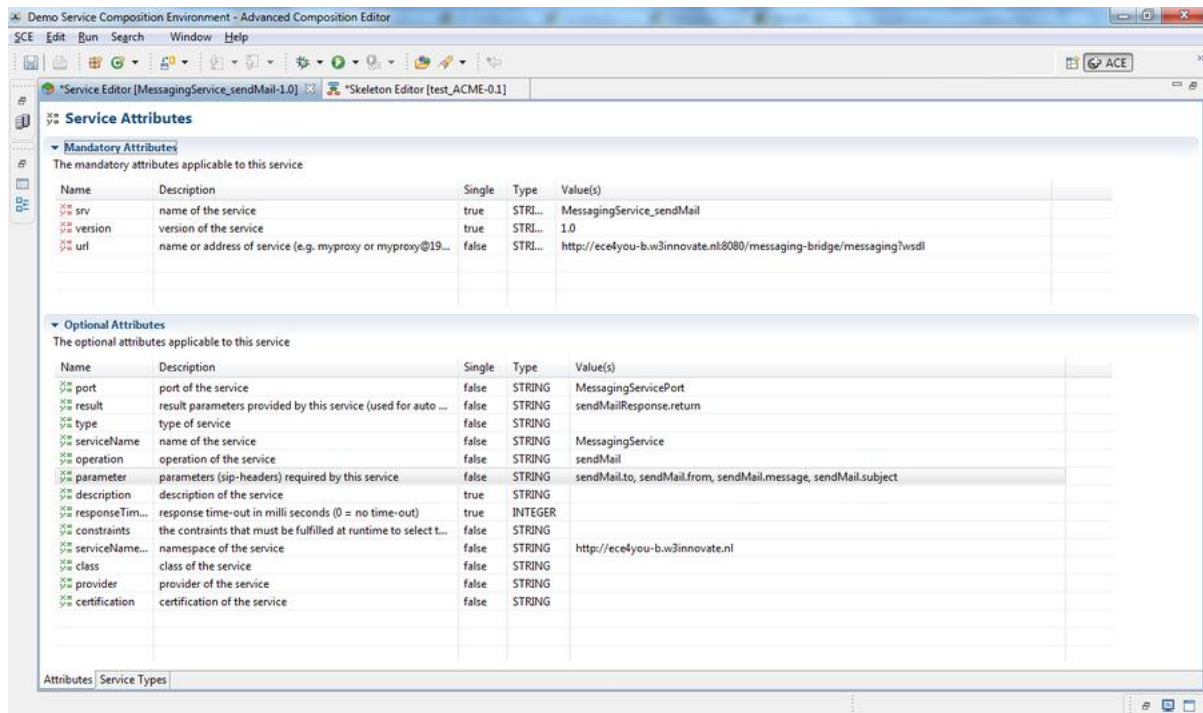 Demo Service Composition Environment - Advanced Composition Editor
SCE Edit Run Search Window Help
ACE
*Service Editor [MessagingService_sendMail-1.0] *Skeleton Editor [test_ACME-0.1]
Service Attributes
Mandatory Attributes
The mandatory attributes applicable to this service
Name Description Single Type Value(s)
srv name of the service true STRI... MessagingService_sendMail
version version of the service true STRI... 1.0
url name or address of service (e.g. myproxy or myproxy@19... false STRI... http://ece4you-b.w3innovate.nl:8080/messaging-bridge/messaging?wsdl
Optional Attributes
The optional attributes applicable to this service
Name Description Single Type Value(s)
port port of the service false STRING MessagingServicePort
result result parameters provided by this service (used for auto ... false STRING sendMailResponse.return
type type of service false STRING
serviceName name of the service false STRING MessagingService
operation operation of the service false STRING sendMail
parameter parameters (sip-headers) required by this service false STRING sendMail.to, sendMail.from, sendMail.message, sendMail.subject
description description of the service true STRING
responseTim... response time-out in milli seconds (0 = no time-out) true INTEGER
constraints the contraints that must be fulfilled at runtime to select t... false STRING
serviceName... namespace of the service false STRING http://ece4you-b.w3innovate.nl
class class of the service false STRING
provider provider of the service false STRING
certification certification of the service false STRING
Attributes Service Types